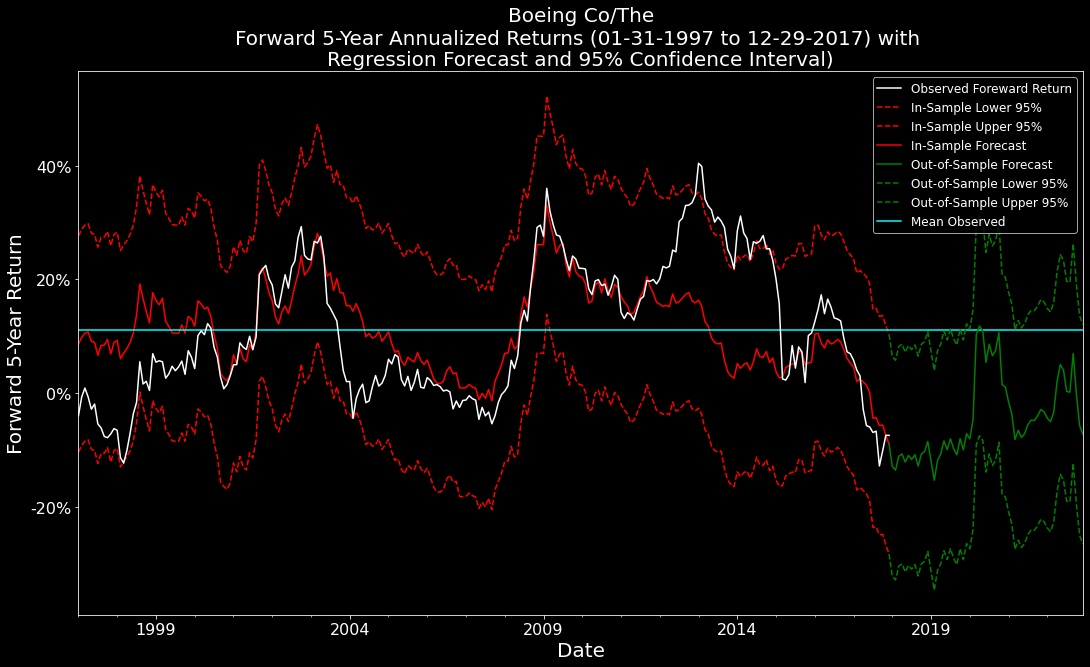 Boeing Co/The
Forward 5-Year Annualized Returns (01-31-1997 to 12-29-2017) with
Regression Forecast and 95% Confidence Interval)
Observed Foreward Return
In-Sample Lower 95%
In-Sample Upper 95%
In-Sample Forecast
Out-of-Sample Forecast
Out-of-Sample Lower 95%
Out-of-Sample Upper 95%
Mean Observed
Forward 5-Year Return
40%
20%
0%
-20%
1999
2004
2009
2014
2019
Date